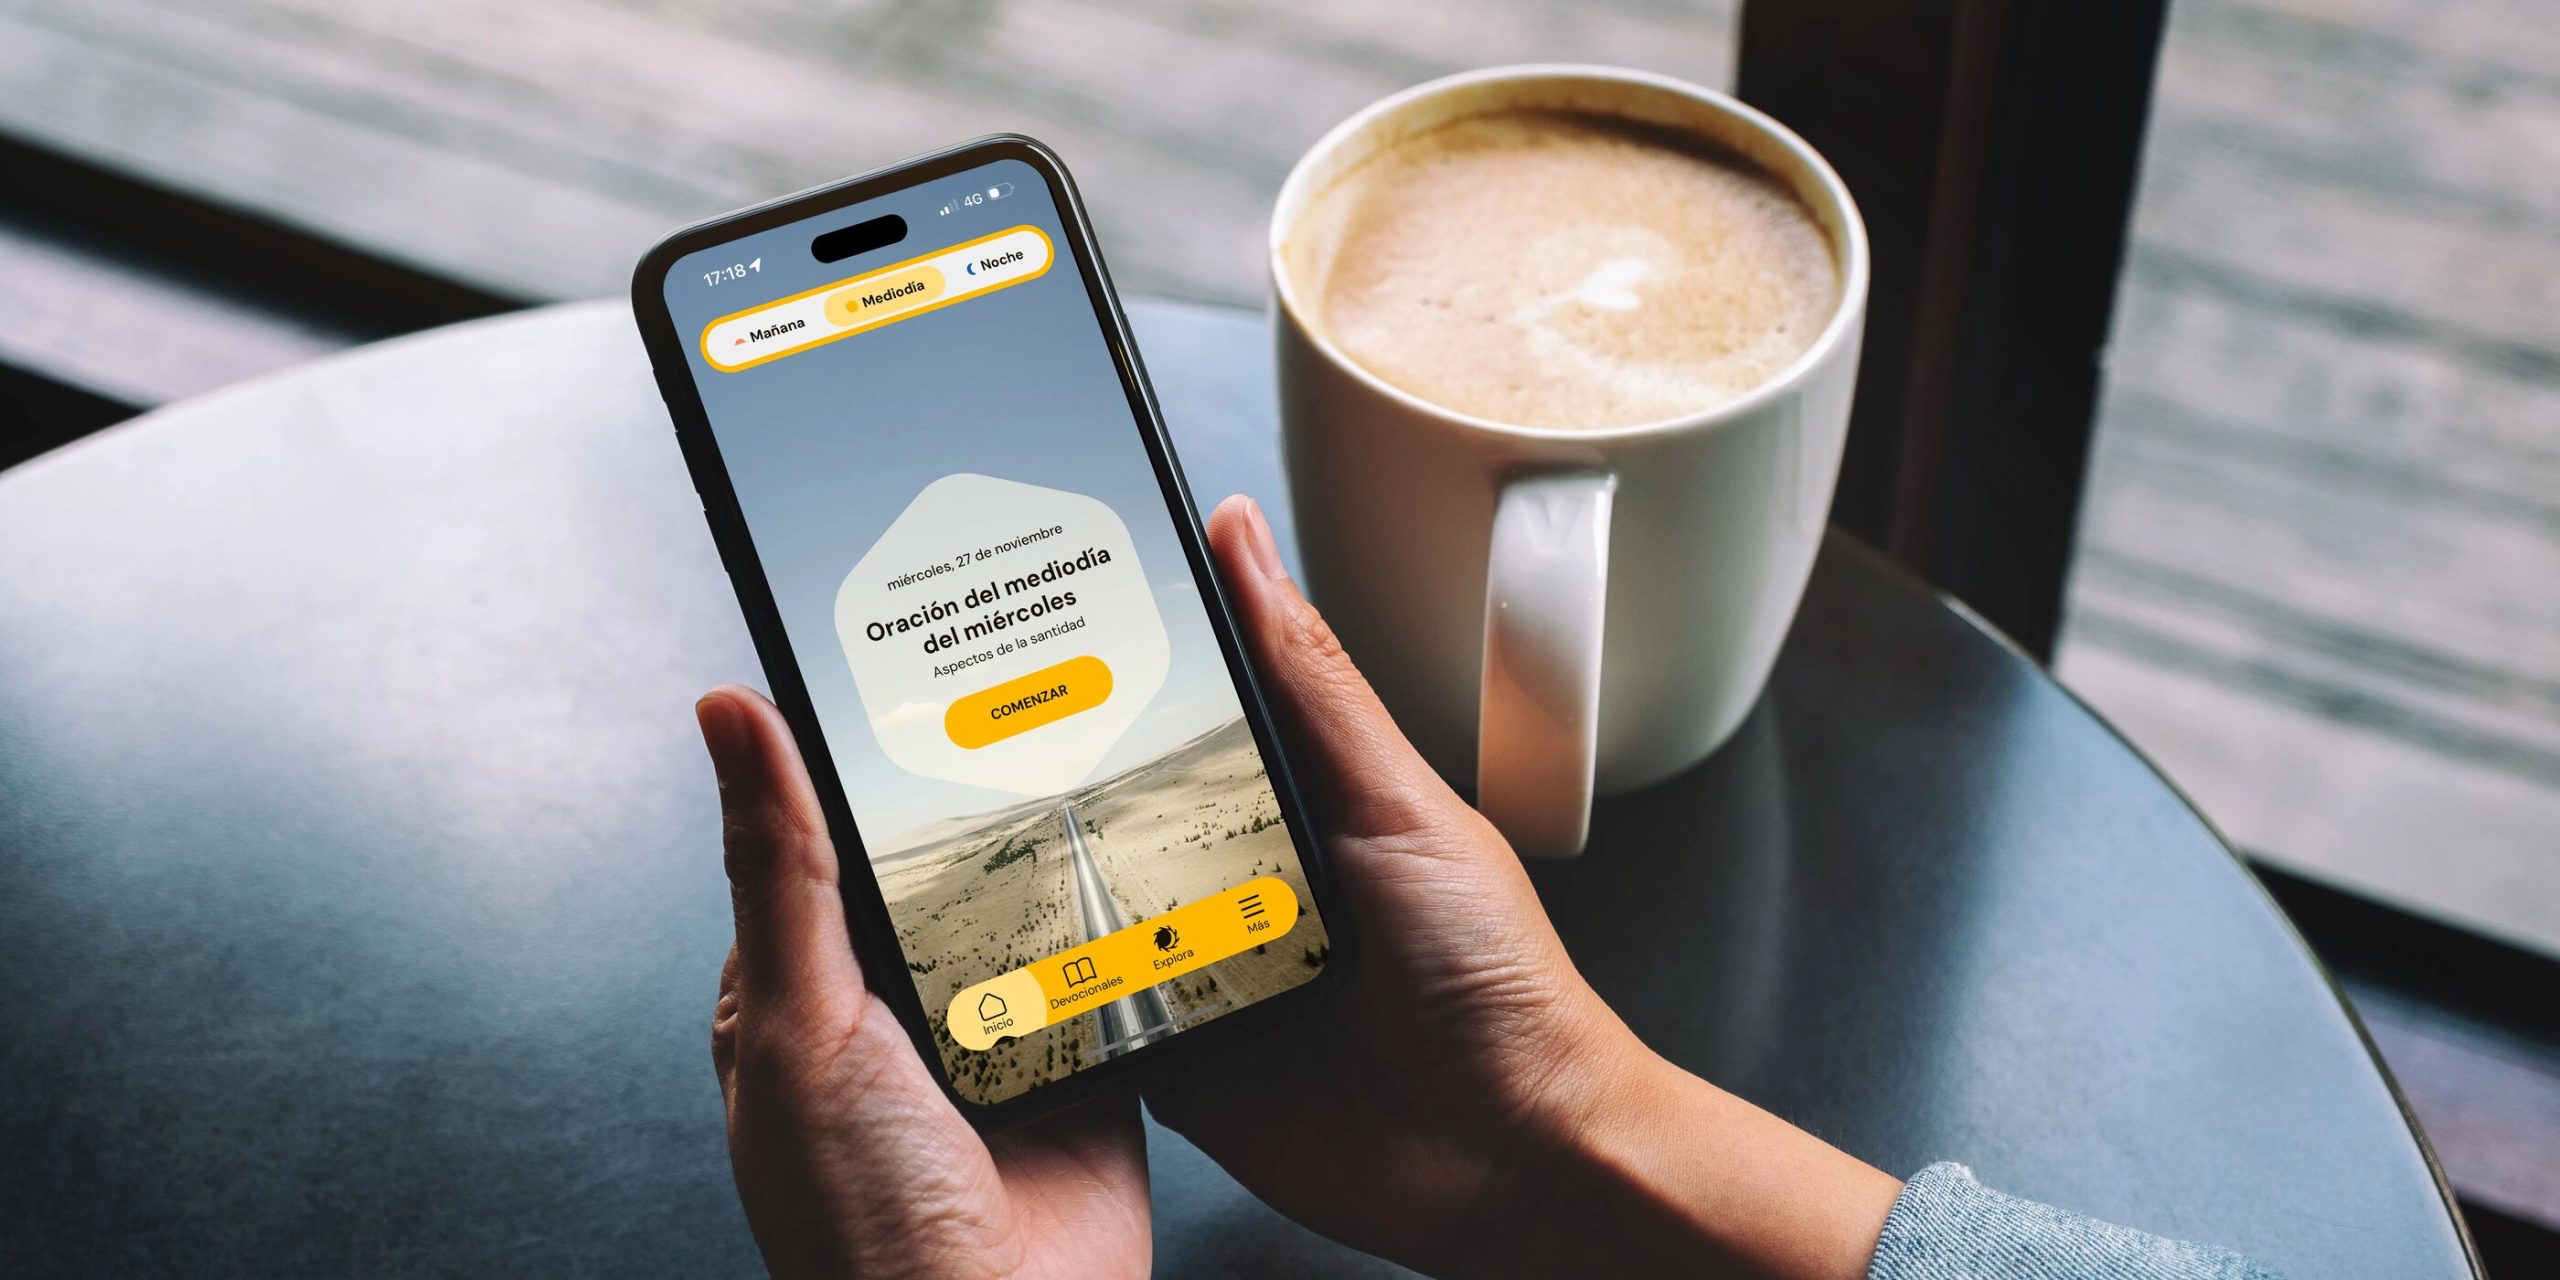 17:18
4G
Mañana
Mediodía
Noche
miércoles, 27 de noviembre
Oración del mediodía
del miércoles
Aspectos de la santidad
COMENZAR
Inicio
Devocionales
Explora
Más